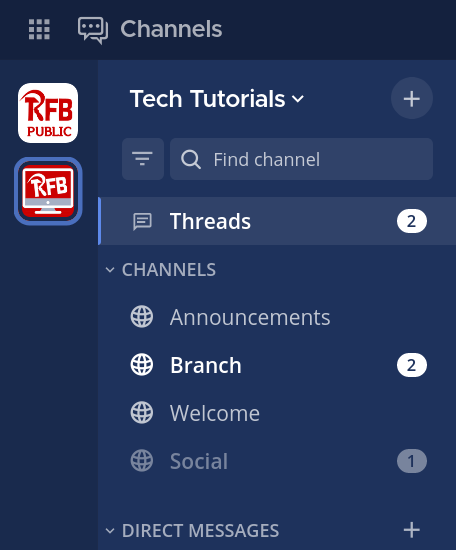 Channels
RFB
PUBLIC
RFB
Tech Tutorials
Find channel
Threads 2
CHANNELS
Announcements
Branch 2
Welcome
Social 1
DIRECT MESSAGES